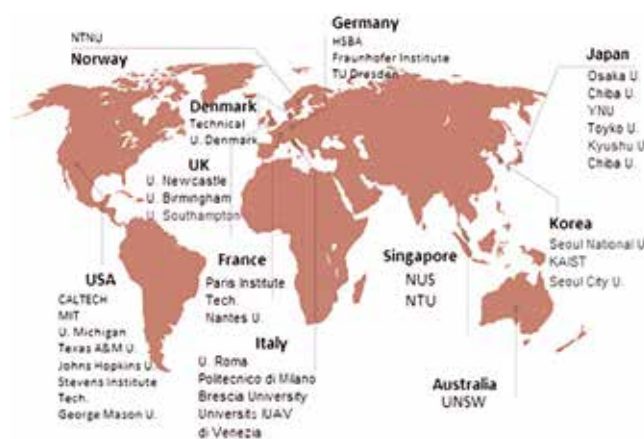 NTNU
Norway
Germany
HSBA
Fraunhofer Institute
TU Dresden
Japan
Osaka U.
Chiba U.
YNU
Toyko U.
Kyushu U.
Chiba U.
Denmark
Technical
U. Denmark
UK
U. Newcastle
U. Birmingham
U. Southampton
Korea
Seoul National U.
KAIST
Seoul City U.
France
Paris Institute
Tech.
Nantes U.
Singapore
NUS
NTU
USA
CALTECH
MIT
U. Michigan
Texas A&M U.
Johns Hopkins U.
Stevens Institute
Tech.
George Mason U.
Italy
U. Roma
Politecnico di Milano
Brescia University
Universits IUAV
di Venezia
Australia
UNSW